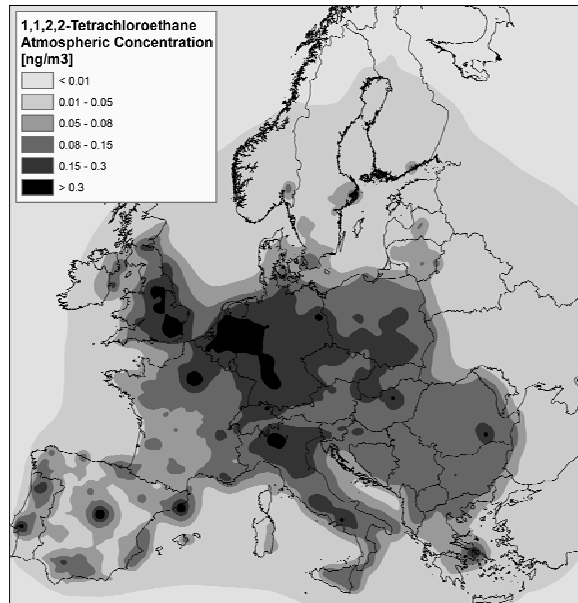 1,1,2,2-Tetrachloroethane
Atmospheric Concentration
[ng/m3]
< 0.01
0.01 - 0.05
0.05 - 0.08
0.08 - 0.15
0.15 - 0.3
> 0.3